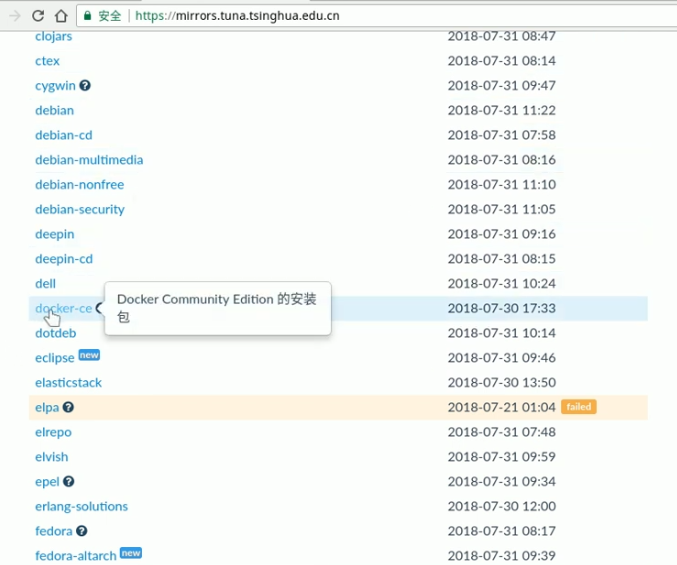 安全 https://mirrors.tuna.tsinghua.edu.cn
clojars 2018-07-31 08:47
ctex 2018-07-31 08:14
cygwin ? 2018-07-31 09:47
debian 2018-07-31 11:22
debian-cd 2018-07-31 07:58
debian-multimedia 2018-07-31 08:16
debian-nonfree 2018-07-31 11:10
debian-security 2018-07-31 11:05
deepin 2018-07-31 09:16
deepin-cd 2018-07-31 08:15
dell 2018-07-31 10:24
Docker Community Edition 的安装
包
docker-ce 2018-07-30 17:33
dotdeb 2018-07-31 10:14
eclipse new 2018-07-31 09:46
elasticstack 2018-07-30 13:50
elpa ? 2018-07-21 01:04 failed
elrepo 2018-07-31 07:48
elvish 2018-07-31 09:59
epel ? 2018-07-31 09:34
erlang-solutions 2018-07-30 12:00
fedora ? 2018-07-31 08:17
fedora-altarch new 2018-07-31 09:39